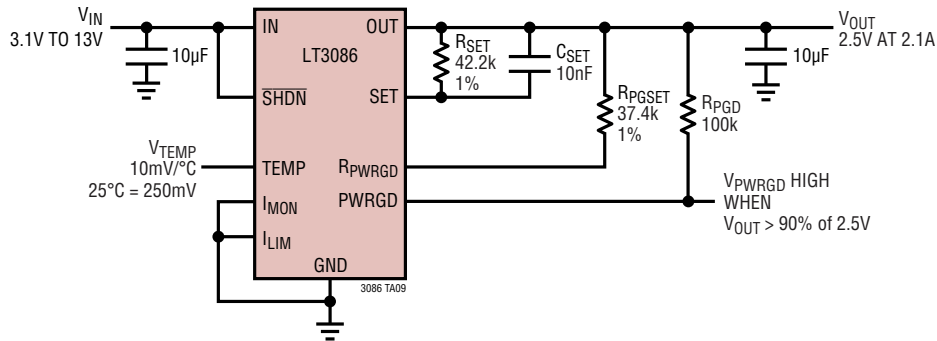 VIN
3.1V TO 13V
10µF
IN
OUT
LT3086
SHDN
SET
TEMP
RPWRGD
IMON
PWRGD
ILIM
GND
RSET
42.2k
1%
CSET
10nF
RPGSET
37.4k
1%
RPGD
100k
10µF
VOUT
2.5V AT 2.1A
VTEMP
10mV/°C
25°C = 250mV
VPWRGD HIGH
WHEN
VOUT > 90% of 2.5V
3086 TA09